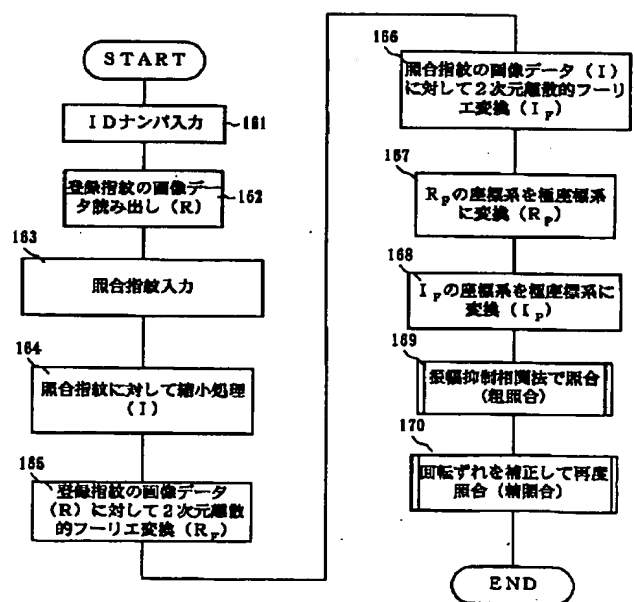 START
161
IDナンバ入力
162
登録指紋の画像デー
タ読み出し (R)
163
照合指紋入力
164
照合指紋に対して縮小処理
(I)
165
登録指紋の画像データ
(R) に対して2次元離散
的フーリエ変換 (RF)
166
照合指紋の画像データ (I)
に対して2次元離散的フーリ
エ変換 (IF)
167
RFの座標系を極座標系
に変換 (RP)
168
IFの座標系を極座標系に
変換 (IP)
169
振幅抑制相関法で照合
(粗照合)
170
回転ずれを補正して再度
照合 (精照合)
END